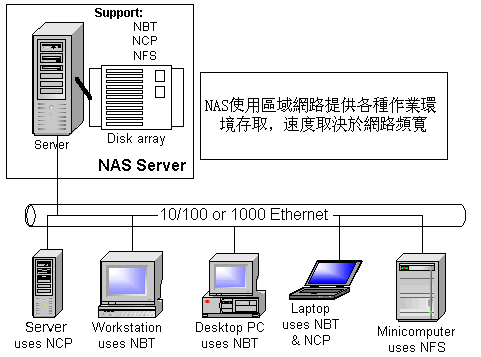 Support:
NBT
NCP
NFS
Server
Disk array
NAS Server
NAS使用區域網路提供各種作業環
境存取，速度取決於網路頻寬
10/100 or 1000 Ethernet
Server
uses NCP
Workstation
uses NBT
Desktop PC
uses NBT
Laptop
uses NBT
& NCP
Minicomputer
uses NFS